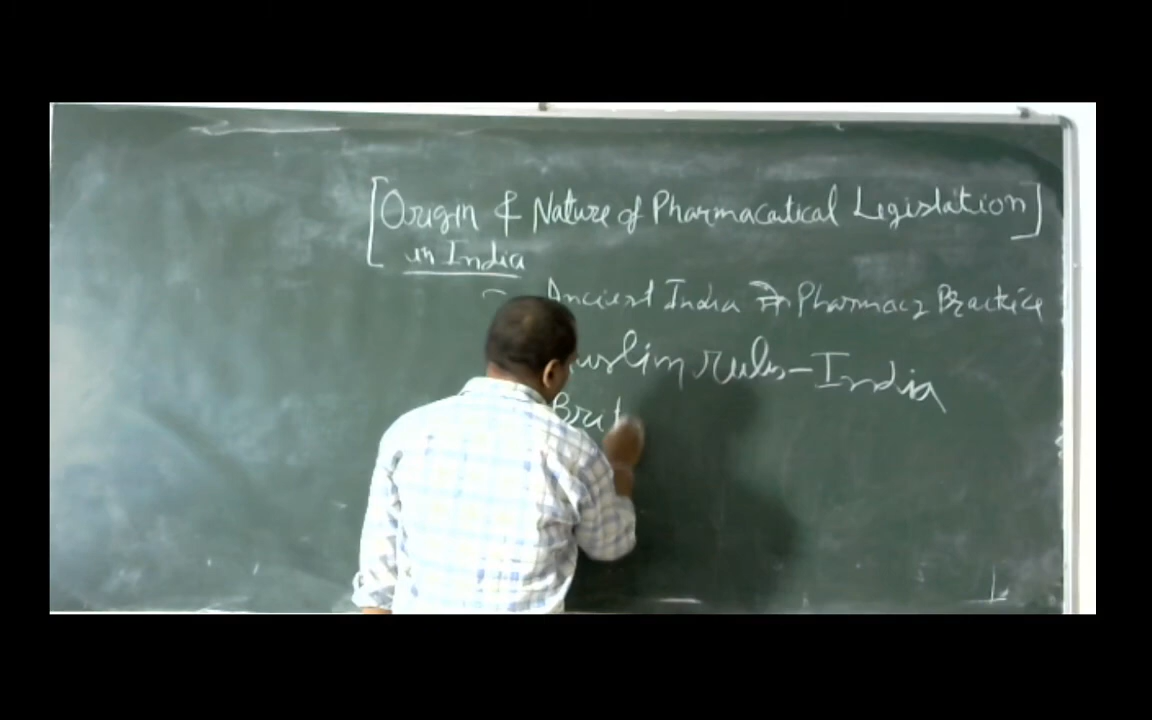 [Origin & Nature of Pharmacatical Legislation]
in India
- Ancient India ⇒ Pharmacy Practice
uslim rules - India
Brit